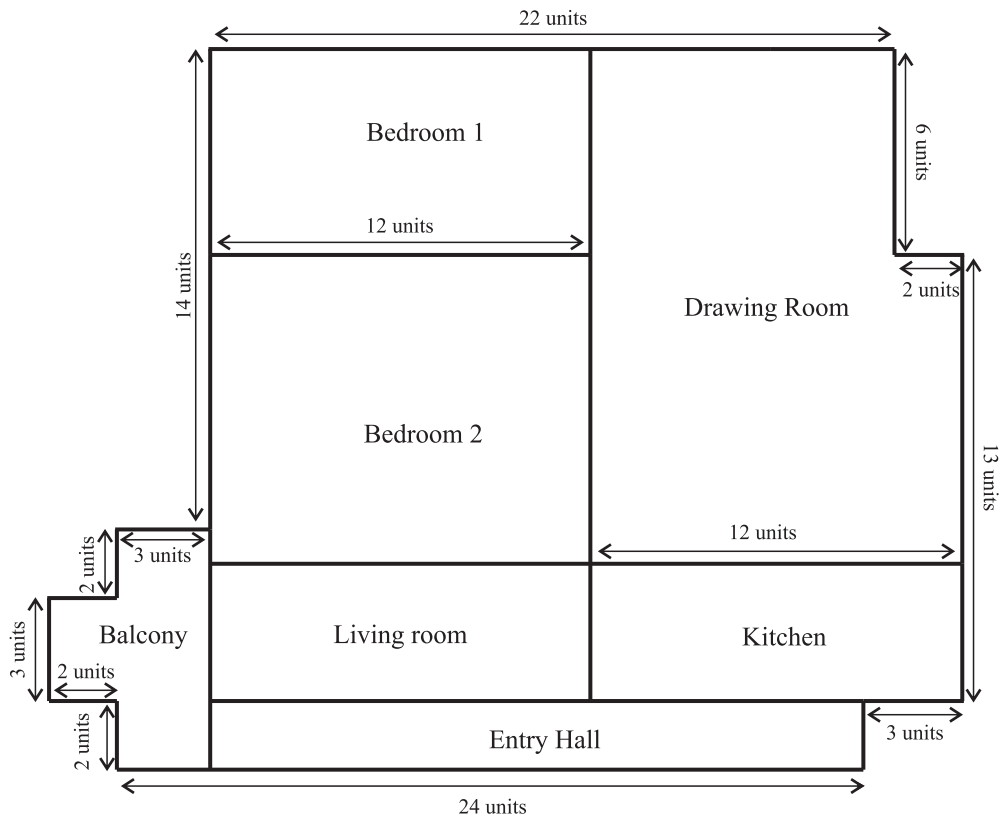 22 units
Bedroom 1
6 units
12 units
2 units
14 units
Drawing Room
Bedroom 2
13 units
12 units
3 units
2 units
Balcony
Living room
Kitchen
3 units
2 units
2 units
Entry Hall
3 units
24 units